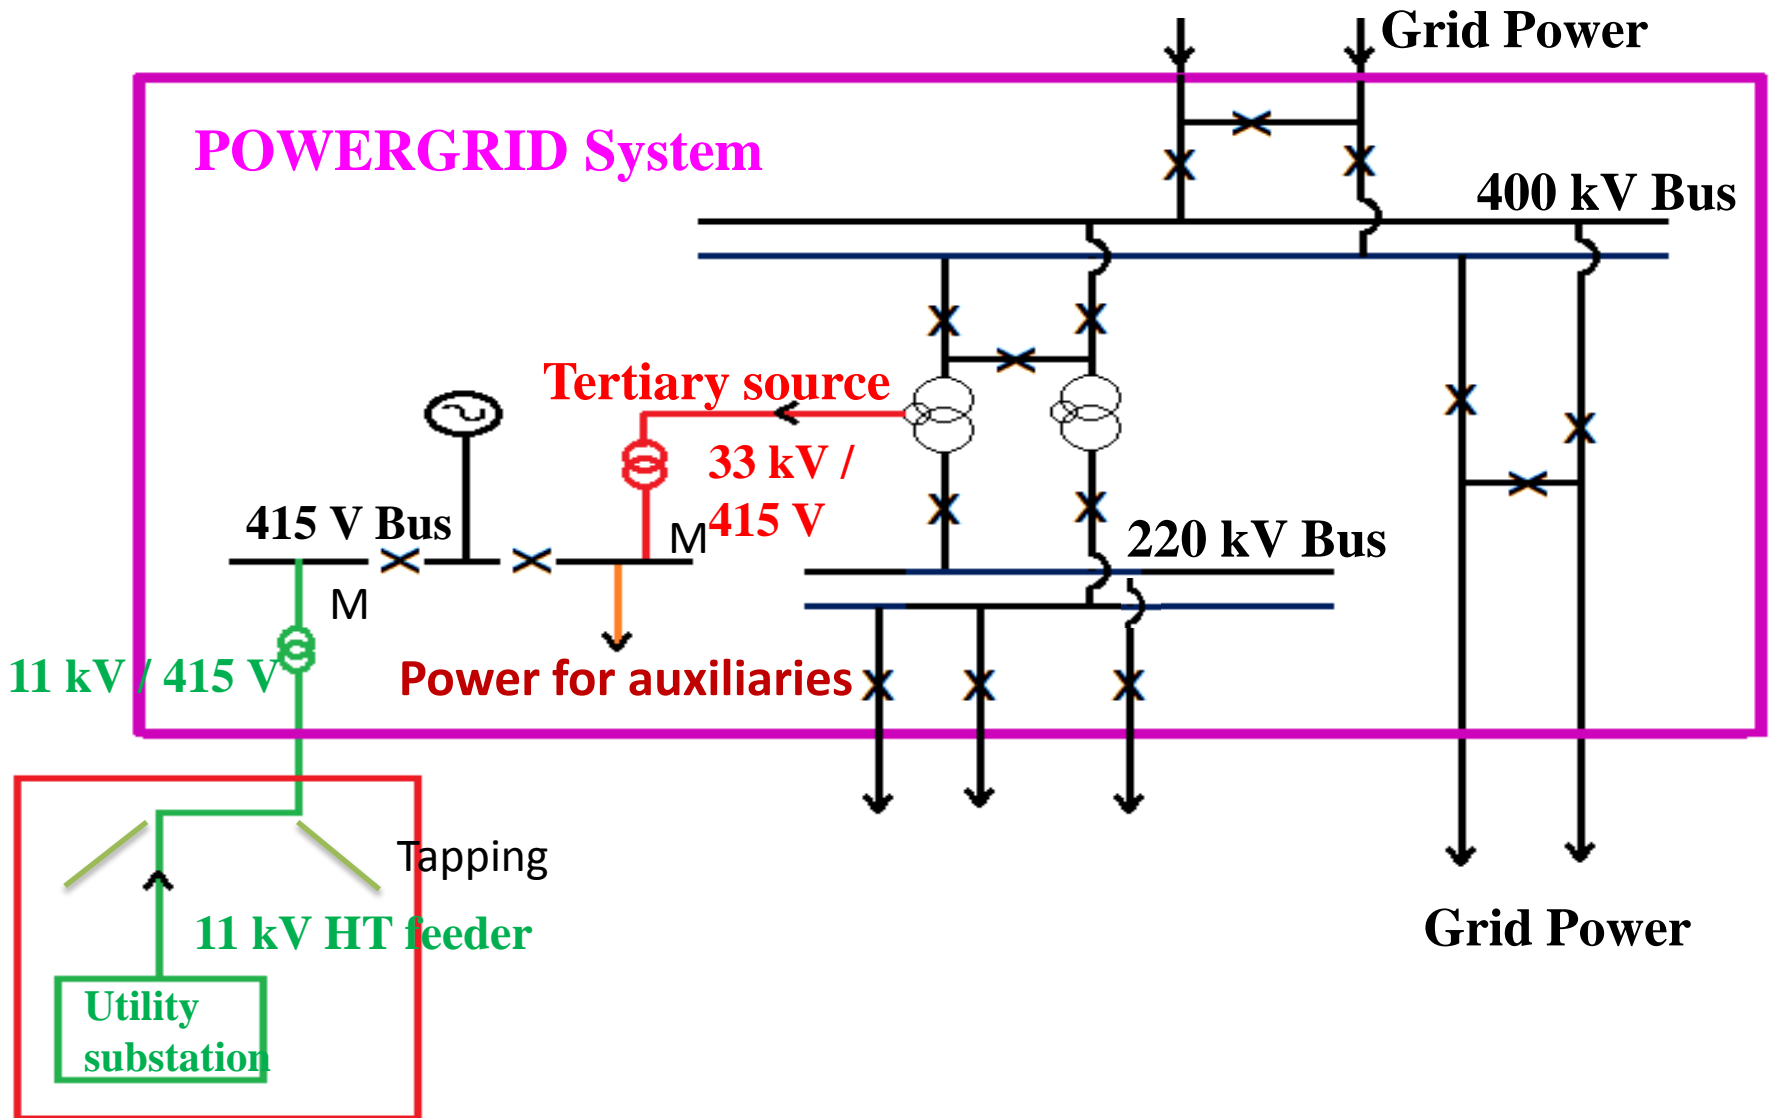 Grid Power
POWERGRID System
400 kV Bus
Tertiary source
33 kV /
415 V
415 V Bus
M
220 kV Bus
M
11 kV / 415 V
Power for auxiliaries
Tapping
11 kV HT feeder
Grid Power
Utility
substation